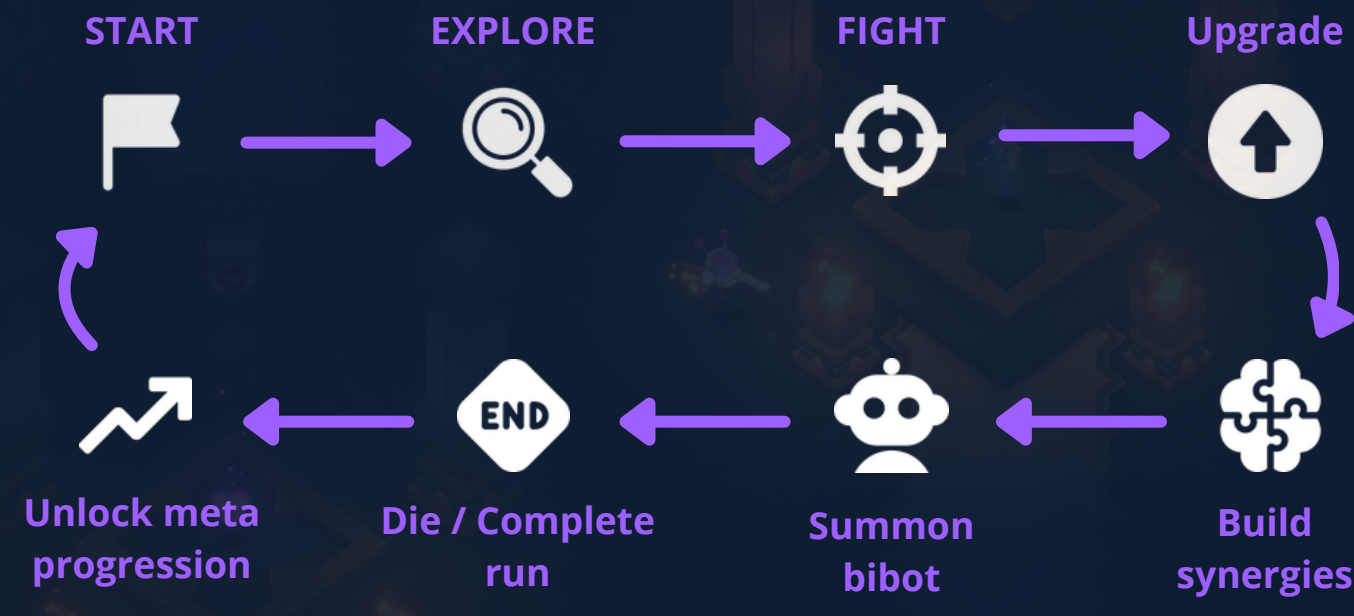 START
EXPLORE
FIGHT
Upgrade
END
Unlock meta
progression
Die / Complete
run
Summon
bibot
Build
synergies